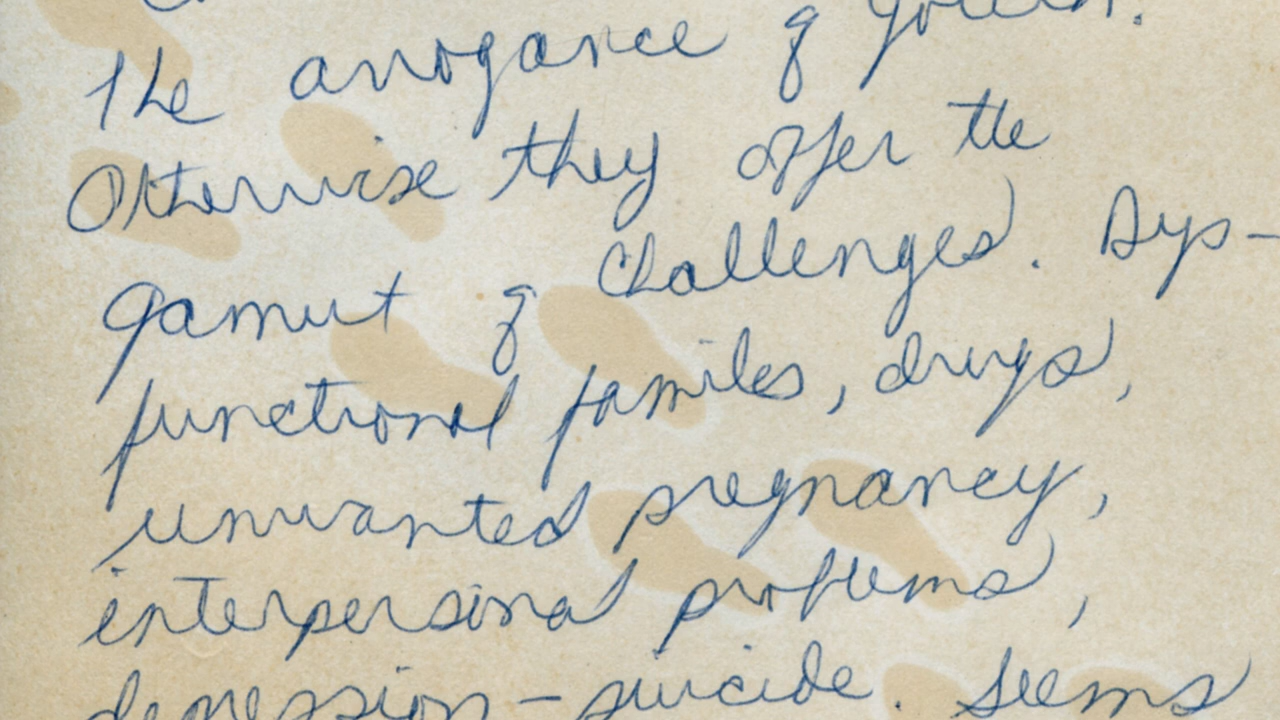 The arrogance of youth.
Otherwise they offer the
gamut of challenges. Dys-
functional familes, drugs,
unwanted pregnancy,
interpersonal problems,
depression - suicide. Seems